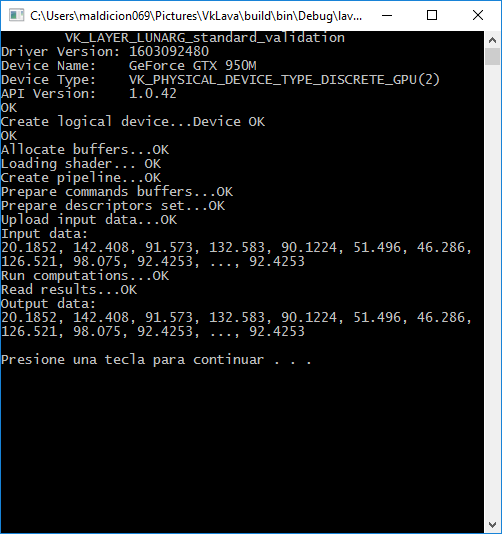 C:\Users\maldicion069\Pictures\VkLava\build\bin\Debug\lav...
VK_LAYER_LUNARG_standard_validation
Driver Version: 1603092480
Device Name:    GeForce GTX 950M
Device Type:    VK_PHYSICAL_DEVICE_TYPE_DISCRETE_GPU(2)
API Version:    1.0.42
OK
Create logical device...Device OK
OK
Allocate buffers...OK
Loading shader... OK
Create pipeline...OK
Prepare commands buffers...OK
Prepare descriptors set...OK
Upload input data...OK
Input data:
20.1852, 142.408, 91.573, 132.583, 90.1224, 51.496, 46.286,
126.521, 98.075, 92.4253, ..., 92.4253
Run computations...OK
Read results...OK
Output data:
20.1852, 142.408, 91.573, 132.583, 90.1224, 51.496, 46.286,
126.521, 98.075, 92.4253, ..., 92.4253
Presione una tecla para continuar . . .